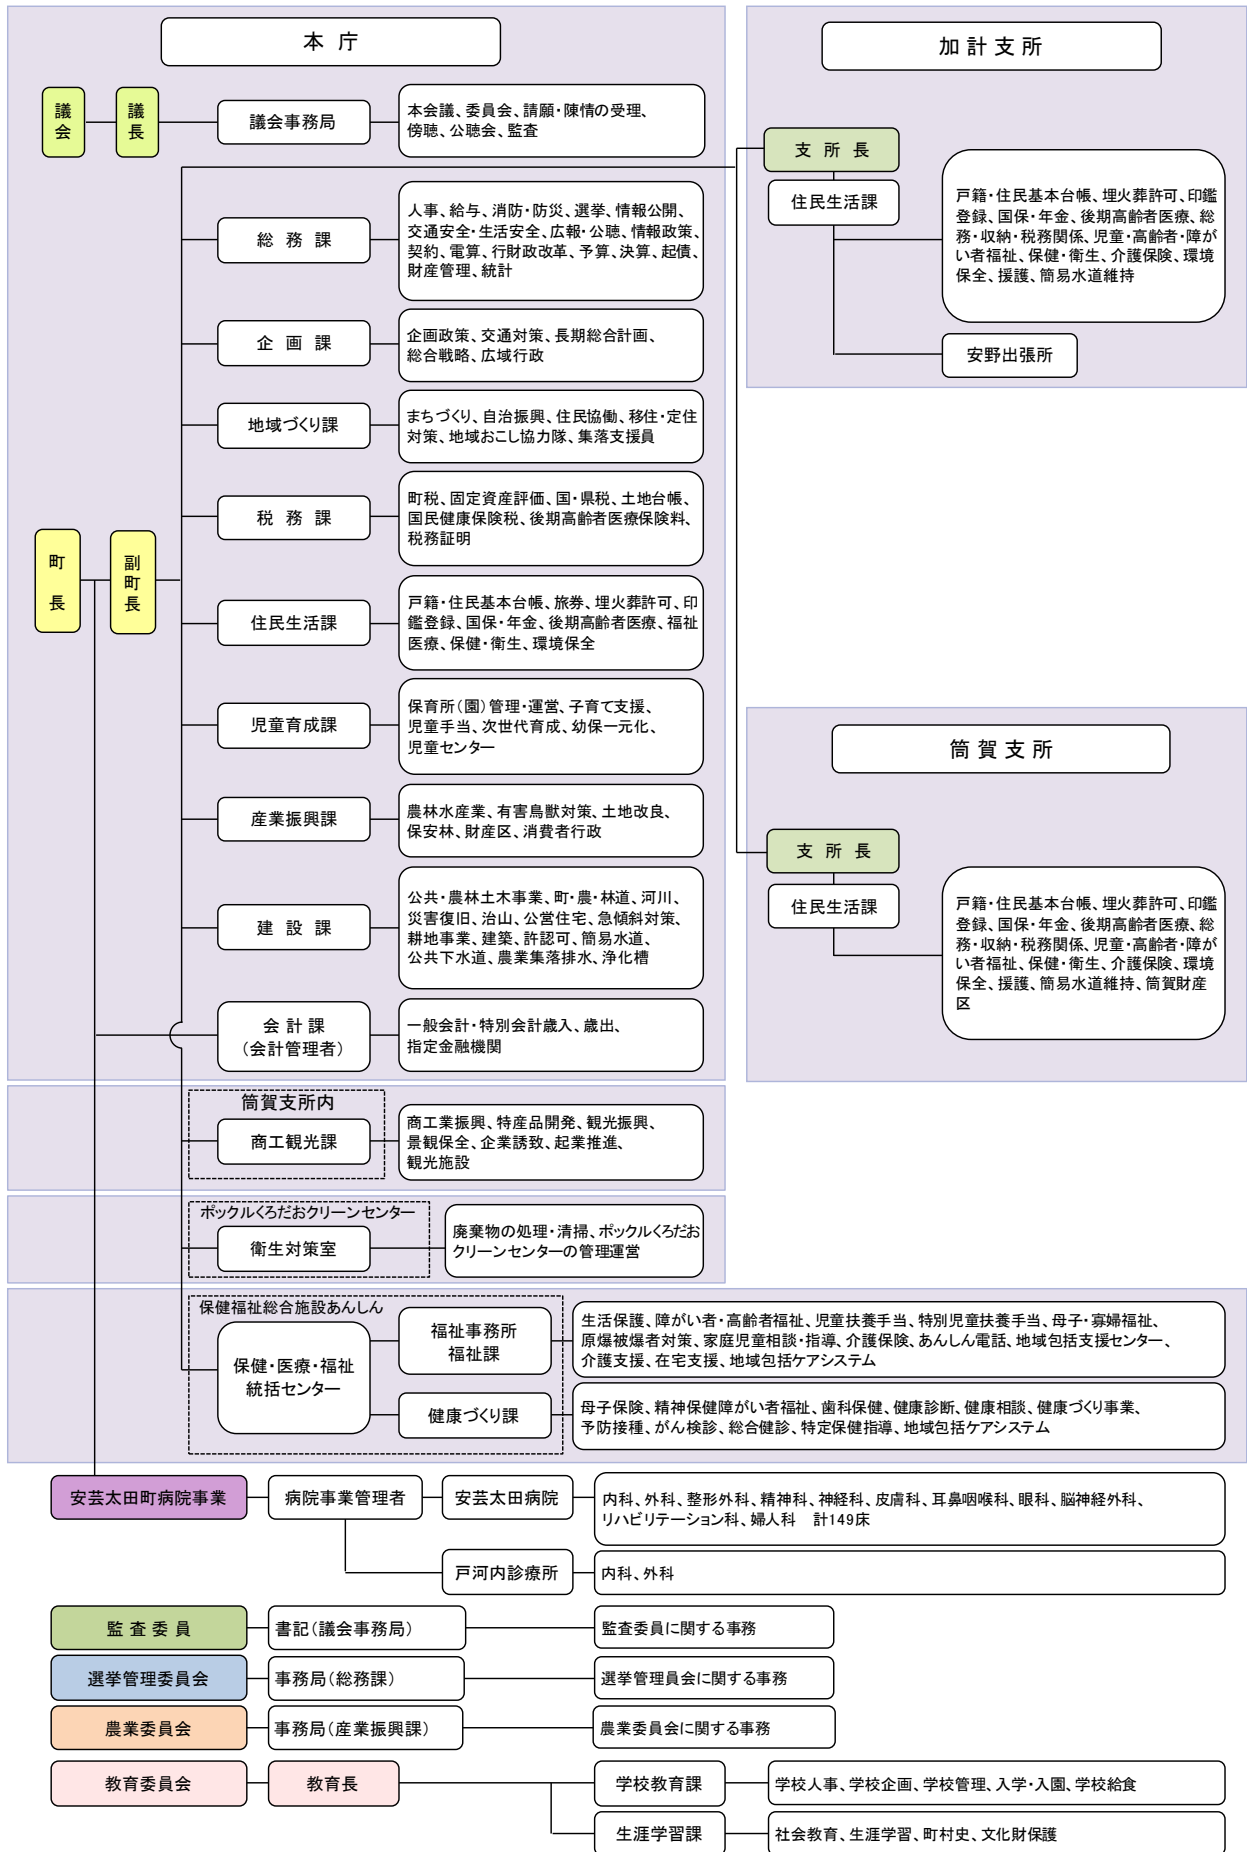 本 庁
議会
議長
議会事務局
本会議、委員会、請願・陳情の受理、
傍聴、公聴会、監査
総 務 課
人事、給与、消防・防災、選挙、情報公開、
交通安全・生活安全、広報・公聴、情報政策、
契約、電算、行財政改革、予算、決算、起債、
財産管理、統計
企 画 課
企画政策、交通対策、長期総合計画、
総合戦略、広域行政
地域づくり課
まちづくり、自治振興、住民協働、移住・定住
対策、地域おこし協力隊、集落支援員
税 務 課
町税、固定資産評価、国・県税、土地台帳、
国民健康保険税、後期高齢者医療保険料、
税務証明
町 長
副町長
住民生活課
戸籍・住民基本台帳、旅券、埋火葬許可、印
鑑登録、国保・年金、後期高齢者医療、福祉
医療、保健・衛生、環境保全
児童育成課
保育所(園)管理・運営、子育て支援、
児童手当、次世代育成、幼保一元化、
児童センター
産業振興課
農林水産業、有害鳥獣対策、土地改良、
保安林、財産区、消費者行政
建 設 課
公共・農林土木事業、町・農・林道、河川、
災害復旧、治山、公営住宅、急傾斜対策、
耕地事業、建築、許認可、簡易水道、
公共下水道、農業集落排水、浄化槽
会 計 課
(会計管理者)
一般会計・特別会計歳入、歳出、
指定金融機関
筒賀支所内
商工観光課
商工業振興、特産品開発、観光振興、
景観保全、企業誘致、起業推進、
観光施設
ポックルくろだおクリーンセンター
衛生対策室
廃棄物の処理・清掃、ポックルくろだお
クリーンセンターの管理運営
保健福祉総合施設あんしん
保健・医療・福祉
統括センター
福祉事務所
福祉課
生活保護、障がい者・高齢者福祉、児童扶養手当、特別児童扶養手当、母子・寡婦福祉、
原爆被爆者対策、家庭児童相談・指導、介護保険、あんしん電話、地域包括支援センター、
介護支援、在宅支援、地域包括ケアシステム
健康づくり課
母子保険、精神保健障がい者福祉、歯科保健、健康診断、健康相談、健康づくり事業、
予防接種、がん検診、総合健診、特定保健指導、地域包括ケアシステム
加 計 支 所
支 所 長
住民生活課
戸籍・住民基本台帳、埋火葬許可、印鑑
登録、国保・年金、後期高齢者医療、総
務・収納・税務関係、児童・高齢者・障が
い者福祉、保健・衛生、介護保険、環境
保全、援護、簡易水道維持
安野出張所
筒 賀 支 所
支 所 長
住民生活課
戸籍・住民基本台帳、埋火葬許可、印鑑
登録、国保・年金、後期高齢者医療、総
務・収納・税務関係、児童・高齢者・障が
い者福祉、保健・衛生、介護保険、環境
保全、援護、簡易水道維持、筒賀財産
区
安芸太田町病院事業
病院事業管理者
安芸太田病院
内科、外科、整形外科、精神科、神経科、皮膚科、耳鼻咽喉科、眼科、脳神経外科、
リハビリテーション科、婦人科 計149床
戸河内診療所
内科、外科
監 査 委 員
書記(議会事務局)
監査委員に関する事務
選挙管理委員会
事務局(総務課)
選挙管理員会に関する事務
農業委員会
事務局(産業振興課)
農業委員会に関する事務
教育委員会
教育長
学校教育課
学校人事、学校企画、学校管理、入学・入園、学校給食
生涯学習課
社会教育、生涯学習、町村史、文化財保護